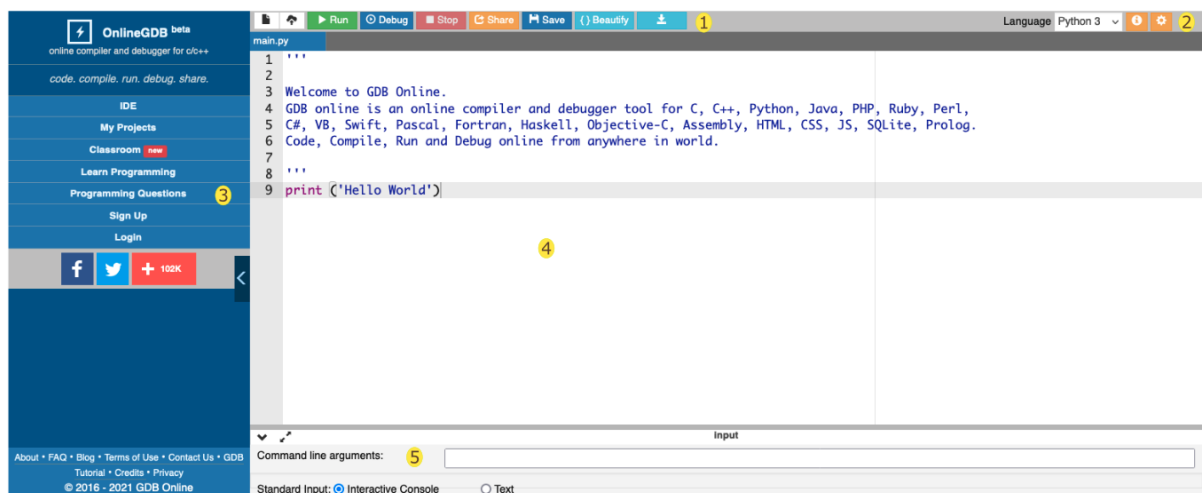 OnlineGDB beta
online compiler and debugger for c/c++
code. compile. run. debug. share.
IDE
My Projects
Classroom new
Learn Programming
Programming Questions 3
Sign Up
Login
f + 102K
About • FAQ • Blog • Terms of Use • Contact Us • GDB
Tutorial • Credits • Privacy
© 2016 - 2021 GDB Online
Run Debug Stop Share Save {} Beautify 1 Language Python 3 2
main.py
1 '''
2
3 Welcome to GDB Online.
4 GDB online is an online compiler and debugger tool for C, C++, Python, Java, PHP, Ruby, Perl,
5 C#, VB, Swift, Pascal, Fortran, Haskell, Objective-C, Assembly, HTML, CSS, JS, SQLite, Prolog.
6 Code, Compile, Run and Debug online from anywhere in world.
7
8 '''
9 print ('Hello World')
4
input
Command line arguments: 5
Standard Input: Interactive Console Text